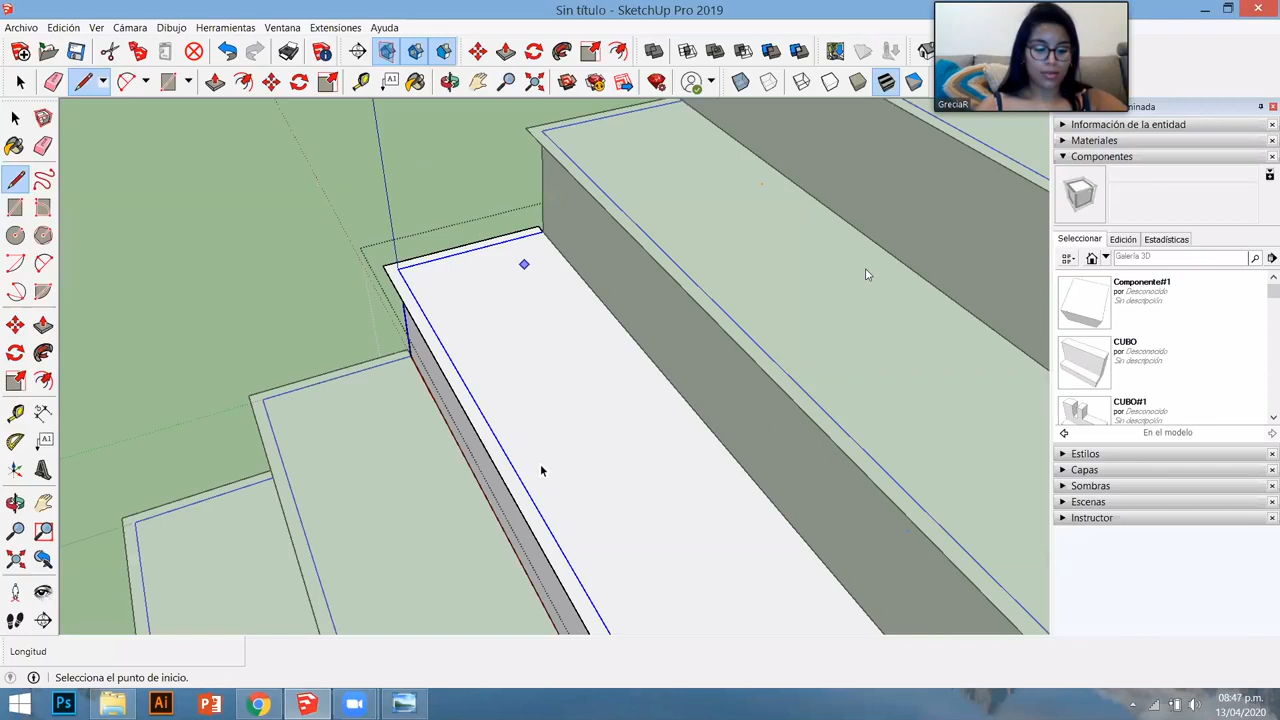 Sin título - SketchUp Pro 2019
Archivo Edición Ver Cámara Dibujo Herramientas Ventana Extensiones Ayuda
GreciaR
minada
Información de la entidad
Materiales
Componentes
Seleccionar Edición Estadísticas
Galería 3D
Componente#1
por Desconocido
Sin descripción
CUBO
por Desconocido
Sin descripción
CUBO#1
por Desconocido
Sin descripción
En el modelo
Estilos
Capas
Sombras
Escenas
Instructor
Longitud
Selecciona el punto de inicio.
08:47 p.m.
13/04/2020